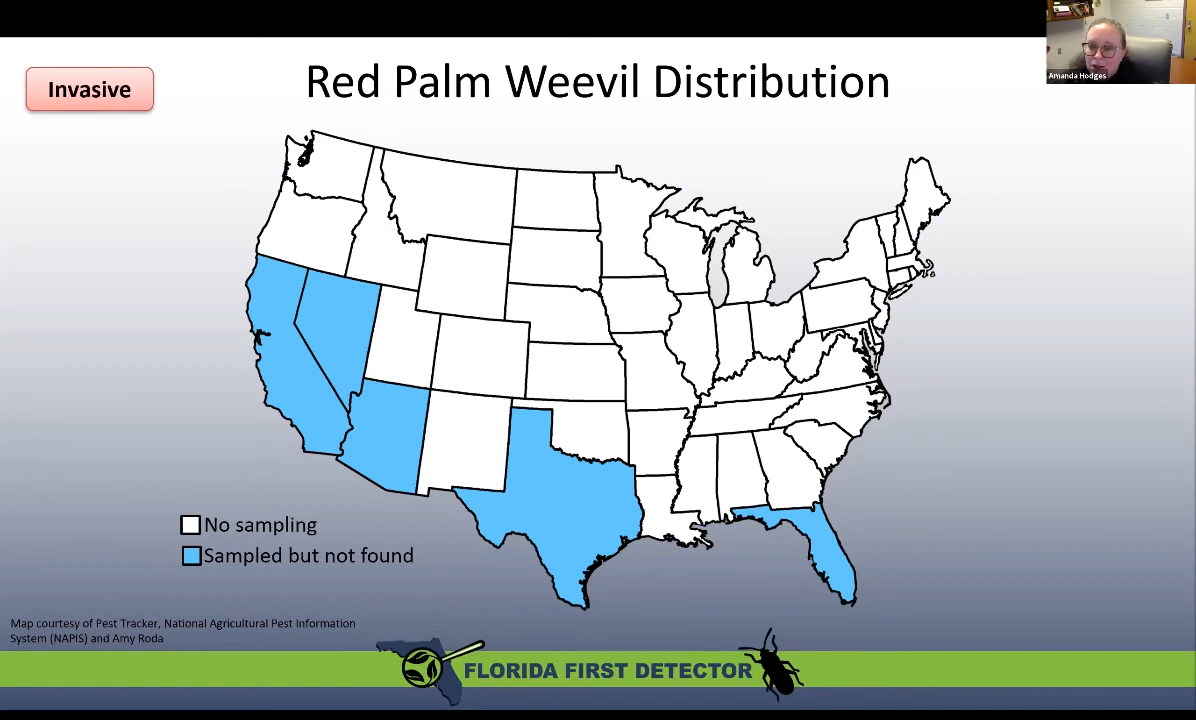 Amanda Hodges
Invasive
Red Palm Weevil Distribution
No sampling
Sampled but not found
Map courtesy of Pest Tracker, National Agricultural Pest Information
System (NAPIS) and Amy Roda
FLORIDA FIRST DETECTOR